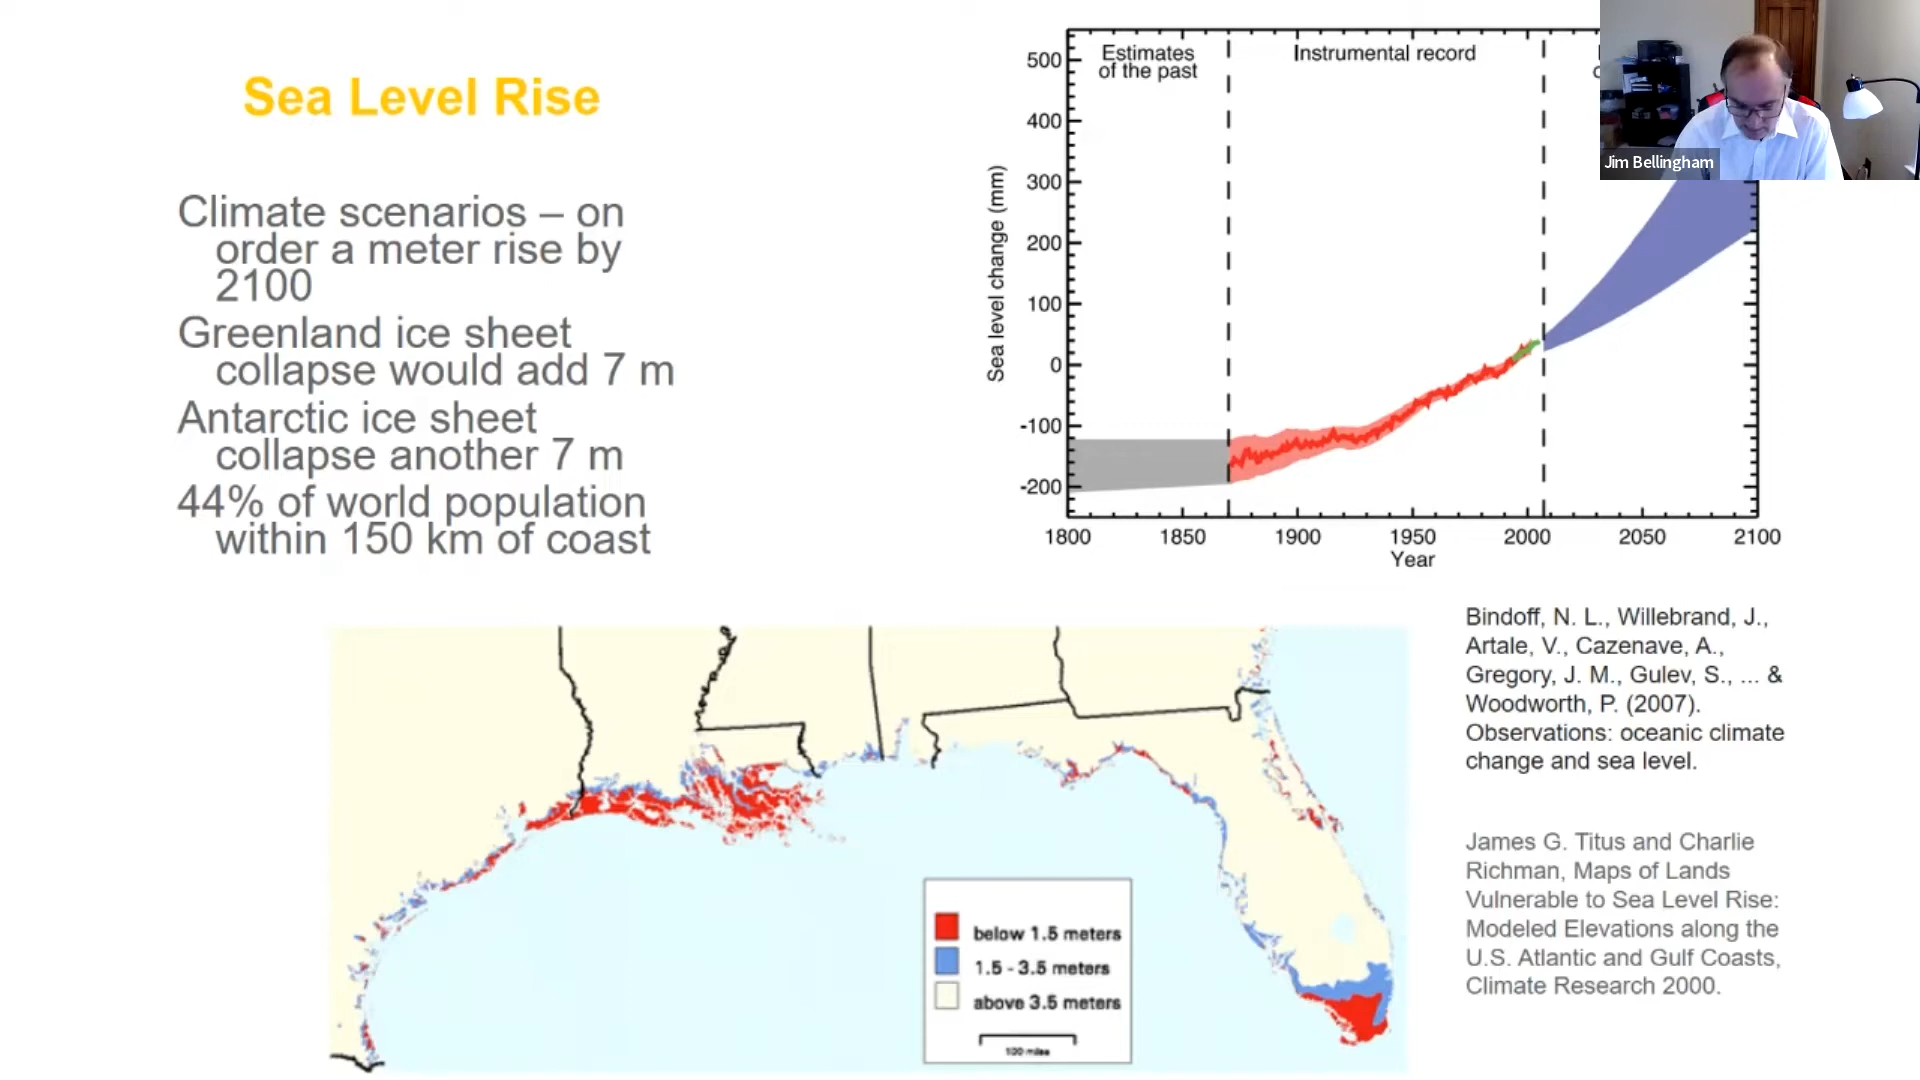 Sea Level Rise
Climate scenarios – on
order a meter rise by
2100
Greenland ice sheet
collapse would add 7 m
Antarctic ice sheet
collapse another 7 m
44% of world population
within 150 km of coast
Estimates
of the past
Instrumental record
500
400
300
200
100
0
-100
-200
Sea level change (mm)
1800 1850 1900 1950 2000 2050 2100
Year
Jim Bellingham
below 1.5 meters
1.5 - 3.5 meters
above 3.5 meters
100 miles
Bindoff, N. L., Willebrand, J.,
Artale, V., Cazenave, A.,
Gregory, J. M., Gulev, S., ... &
Woodworth, P. (2007).
Observations: oceanic climate
change and sea level.
James G. Titus and Charlie
Richman, Maps of Lands
Vulnerable to Sea Level Rise:
Modeled Elevations along the
U.S. Atlantic and Gulf Coasts,
Climate Research 2000.